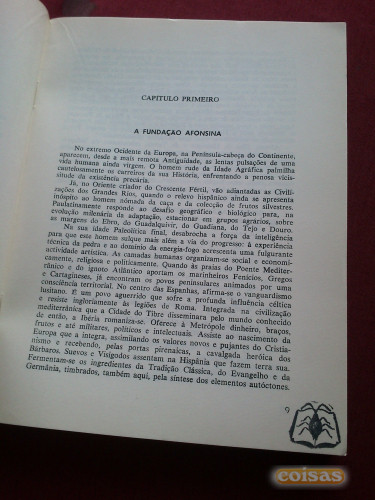 CAPITULO PRIMEIRO
A FUNDAÇÃO AFONSINA
No extremo Ocidente da Europa, na Península-cabeça do Continente,
aparecem, desde a mais remota Antiguidade, as lentas pulsações de uma
vida humana ainda virgem. O homem rude da Idade Agráfica palmilha
cautelosamente os carreiros da sua História, enfrentando a penosa vicis-
situde da existência precária.
Já, no Oriente criador do Crescente Fértil, vão adiantadas as Civili-
zações dos Grandes Rios, quando o relevo hispânico ainda se apresenta
inóspito ao homem nómada da caça e da colecção de frutos silvestres.
Paulatinamente responde ao desafio geográfico e biológico para, na
evolução milenária da adaptação, estacionar em grandes grupos, sobre
as margens do Ebro, do Guadalquivir, do Guadiana, do Tejo e Douro.
Na sua idade Paleolítica Final, desabrocha a força da inteligência
para que este homem sulque mais além a via do progresso: à experiência
técnica da pedra e ao domínio da energia-fogo acrescenta uma fulgurante
actividade artística. As camadas humanas organizam-se social e economi-
camente, religiosa e politicamente. Quando às praias do Poente Mediter-
rânico e do ignoto Atlântico aportam os marinheiros Fenícios, Gregos
e Cartagineses, já encontram os povos peninsulares animados por uma
consciência territorial. No centro das Espanhas, afirma-se o vanguardismo
lusitano. É este povo aguerrido que sofre a profunda influência céltica
e resiste ingloriamente às legiões de Roma. Integrada na civilização
mediterrânica que a Cidade do Tibre disseminara pelo mundo conhecido
de então, a Ibéria romaniza-se. Oferece à Metrópole dinheiro, braços,
frutos e até militares, políticos e intelectuais. Assiste ao nascimento da
Europa que a integra, assimilando os valores novos e pujantes do Cristia-
nismo e recebendo, pelas portas pirenaicas, a cavalgada heróica dos
Bárbaros. Suevos e Visigodos assentam na Hispânia que fazem terra sua.
Fermentam-se os ingredientes da Tradição Clássica, do Evangelho e da
Germânia, timbrados, também aqui, pela síntese dos elementos autóctones.
9
coisas